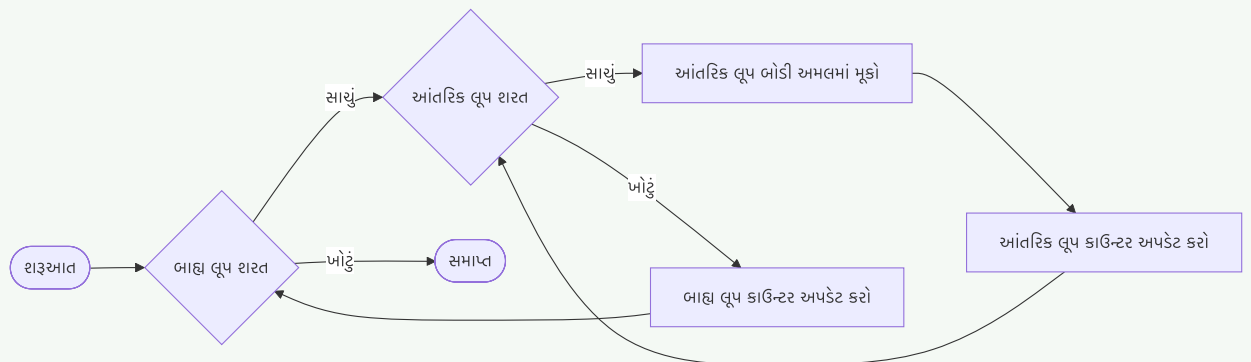 શરૂઆત
બાહ્ય લૂપ શરત
સાચું
ખોટું
સમાપ્ત
આંતરિક લૂપ શરત
સાચું
આંતરિક લૂપ બોડી અમલમાં મૂકો
ખોટું
બાહ્ય લૂપ કાઉન્ટર અપડેટ કરો
આંતરિક લૂપ કાઉન્ટર અપડેટ કરો